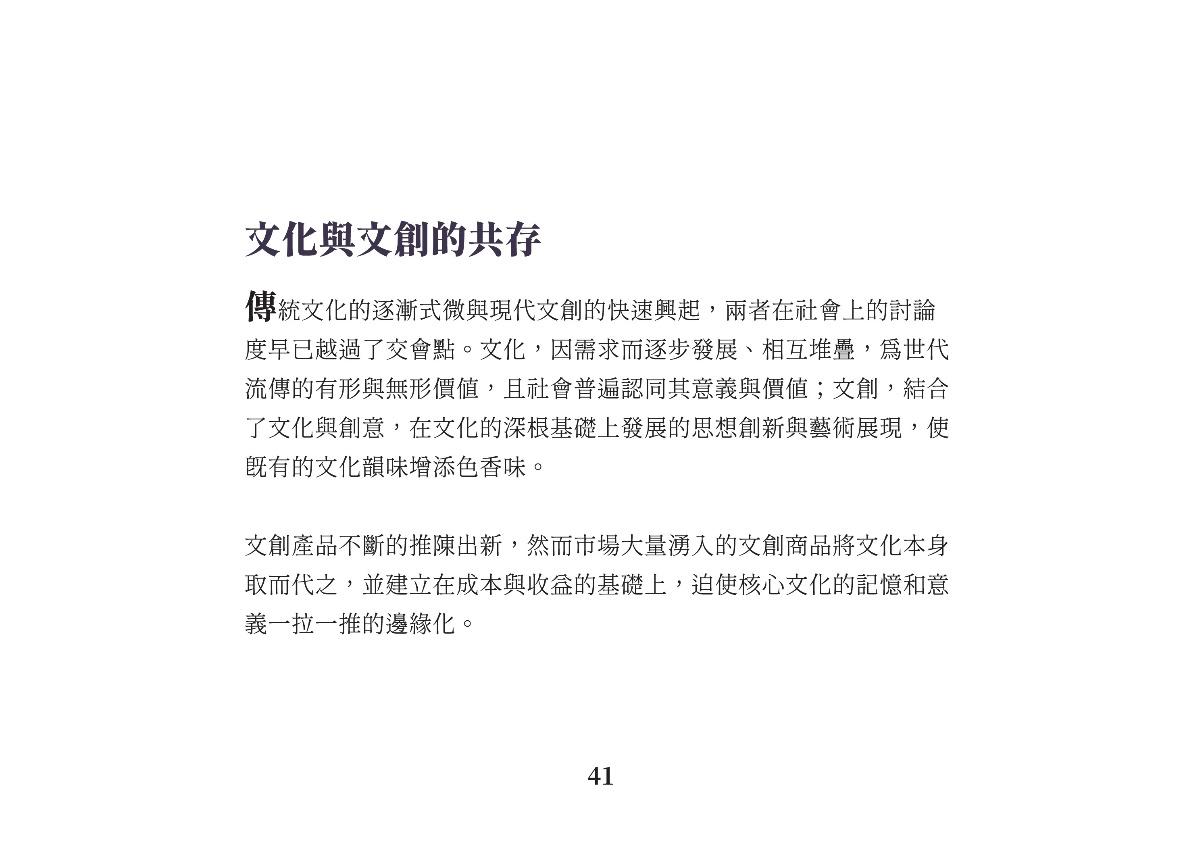 文化與文創的共存
傳統文化的逐漸式微與現代文創的快速興起，兩者在社會上的討論
度早已越過了交會點。文化，因需求而逐步發展、相互堆疊，爲世代
流傳的有形與無形價値，且社會普遍認同其意義與價値；文創，結合
了文化與創意，在文化的深根基礎上發展的思想創新與藝術展現，使
旣有的文化韻味增添色香味。
文創產品不斷的推陳出新，然而市場大量湧入的文創商品將文化本身
取而代之，並建立在成本與收益的基礎上，迫使核心文化的記憶和意
義一拉一推的邊緣化。
41